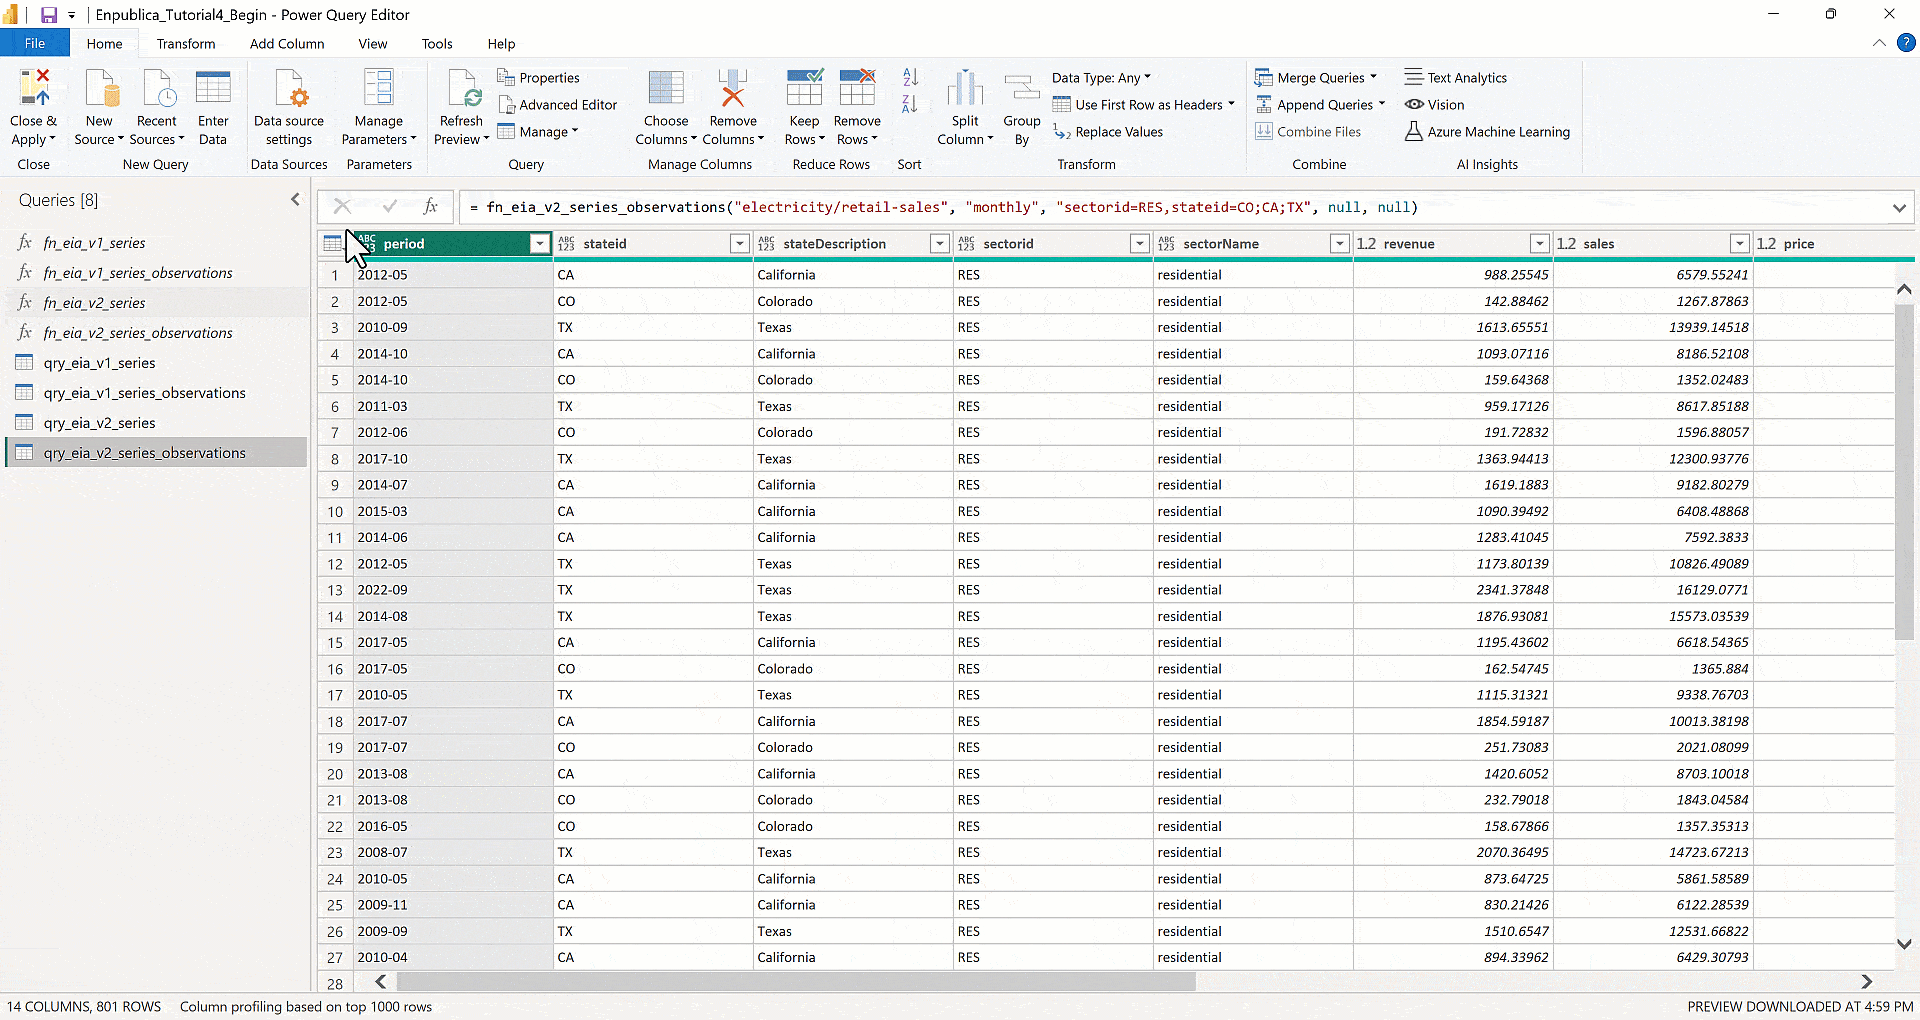 Enpublica_Tutorial4_Begin - Power Query Editor
File Home Transform Add Column View Tools Help
Close & Apply
Close
New Source
Recent Sources
Enter Data
New Query
Data source settings
Data Sources
Manage Parameters
Parameters
Refresh Preview
Properties
Advanced Editor
Manage
Query
Choose Columns
Remove Columns
Manage Columns
Keep Rows
Remove Rows
Reduce Rows
Sort
Split Column
Group By
Data Type: Any
Use First Row as Headers
Replace Values
Transform
Merge Queries
Append Queries
Combine Files
Combine
Text Analytics
Vision
Azure Machine Learning
AI Insights
Queries [8]
fx fn_eia_v1_series
fx fn_eia_v1_series_observations
fx fn_eia_v2_series
fx fn_eia_v2_series_observations
qry_eia_v1_series
qry_eia_v1_series_observations
qry_eia_v2_series
qry_eia_v2_series_observations
fx = fn_eia_v2_series_observations("electricity/retail-sales", "monthly", "sectorid=RES,stateid=CO;CA;TX", null, null)
ABC 123 period ABC 123 stateid ABC 123 stateDescription ABC 123 sectorid ABC 123 sectorName 1.2 revenue 1.2 sales 1.2 price
1 2012-05 CA California RES residential 988.25545 6579.55241
2 2012-05 CO Colorado RES residential 142.88462 1267.87863
3 2010-09 TX Texas RES residential 1613.65551 13939.14518
4 2014-10 CA California RES residential 1093.07116 8186.52108
5 2014-10 CO Colorado RES residential 159.64368 1352.02483
6 2011-03 TX Texas RES residential 959.17126 8617.85188
7 2012-06 CO Colorado RES residential 191.72832 1596.88057
8 2017-10 TX Texas RES residential 1363.94413 12300.93776
9 2014-07 CA California RES residential 1619.1883 9182.80279
10 2015-03 CA California RES residential 1090.39492 6408.48868
11 2014-06 CA California RES residential 1283.41045 7592.3833
12 2012-05 TX Texas RES residential 1173.80139 10826.49089
13 2022-09 TX Texas RES residential 2341.37848 16129.0771
14 2014-08 TX Texas RES residential 1876.93081 15573.03539
15 2017-05 CA California RES residential 1195.43602 6618.54365
16 2017-05 CO Colorado RES residential 162.54745 1365.884
17 2010-05 TX Texas RES residential 1115.31321 9338.76703
18 2017-07 CA California RES residential 1854.59187 10013.38198
19 2017-07 CO Colorado RES residential 251.73083 2021.08099
20 2013-08 CA California RES residential 1420.6052 8703.10018
21 2013-08 CO Colorado RES residential 232.79018 1843.04584
22 2016-05 CO Colorado RES residential 158.67866 1357.35313
23 2008-07 TX Texas RES residential 2070.36495 14723.67213
24 2010-05 CA California RES residential 873.64725 5861.58589
25 2009-11 CA California RES residential 830.21426 6122.28539
26 2009-09 TX Texas RES residential 1510.6547 12531.66822
27 2010-04 CA California RES residential 894.33962 6429.30793
28
14 COLUMNS, 801 ROWS Column profiling based on top 1000 rows PREVIEW DOWNLOADED AT 4:59 PM